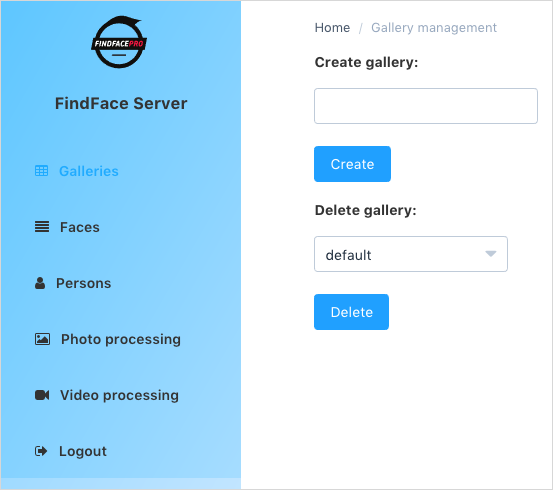 FINDFACEPRO
FindFace Server
Galleries
Faces
Persons
Photo processing
Video processing
Logout
Home / Gallery management
Create gallery:
Create
Delete gallery:
default
Delete